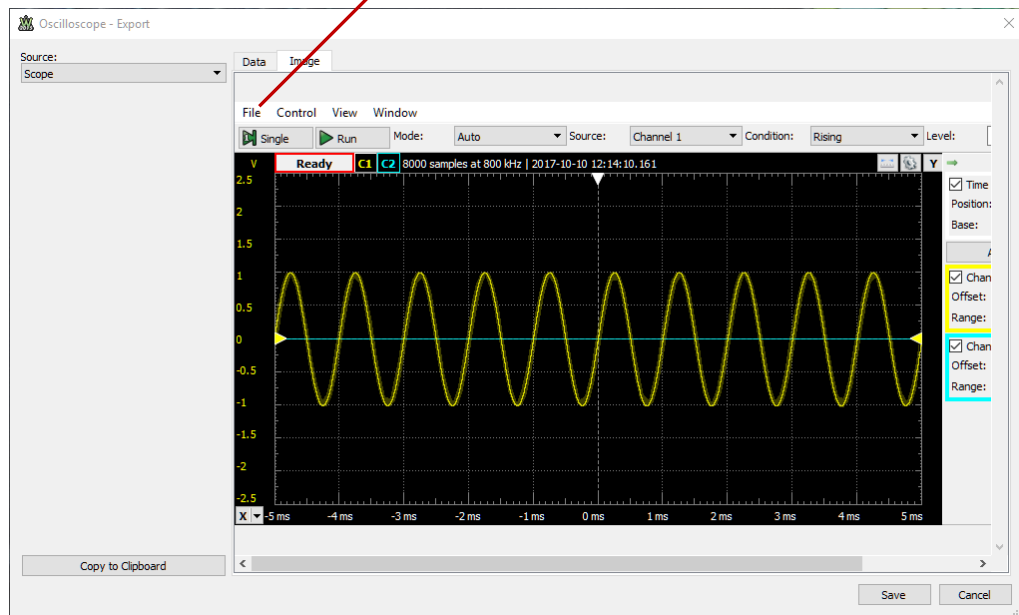 Oscilloscope - Export
Source:
Scope
Data Image
File Control View Window
Single Run Mode: Auto Source: Channel 1 Condition: Rising Level:
V Ready C1 C2 8000 samples at 800 kHz | 2017-10-10 12:14:10.161 Y
2.5
2
1.5
1
0.5
0
-0.5
-1
-1.5
-2
-2.5
X -5 ms -4 ms -3 ms -2 ms -1 ms 0 ms 1 ms 2 ms 3 ms 4 ms 5 ms
Time
Position:
Base:
Chan
Offset:
Range:
Chan
Offset:
Range:
Copy to Clipboard
Save Cancel